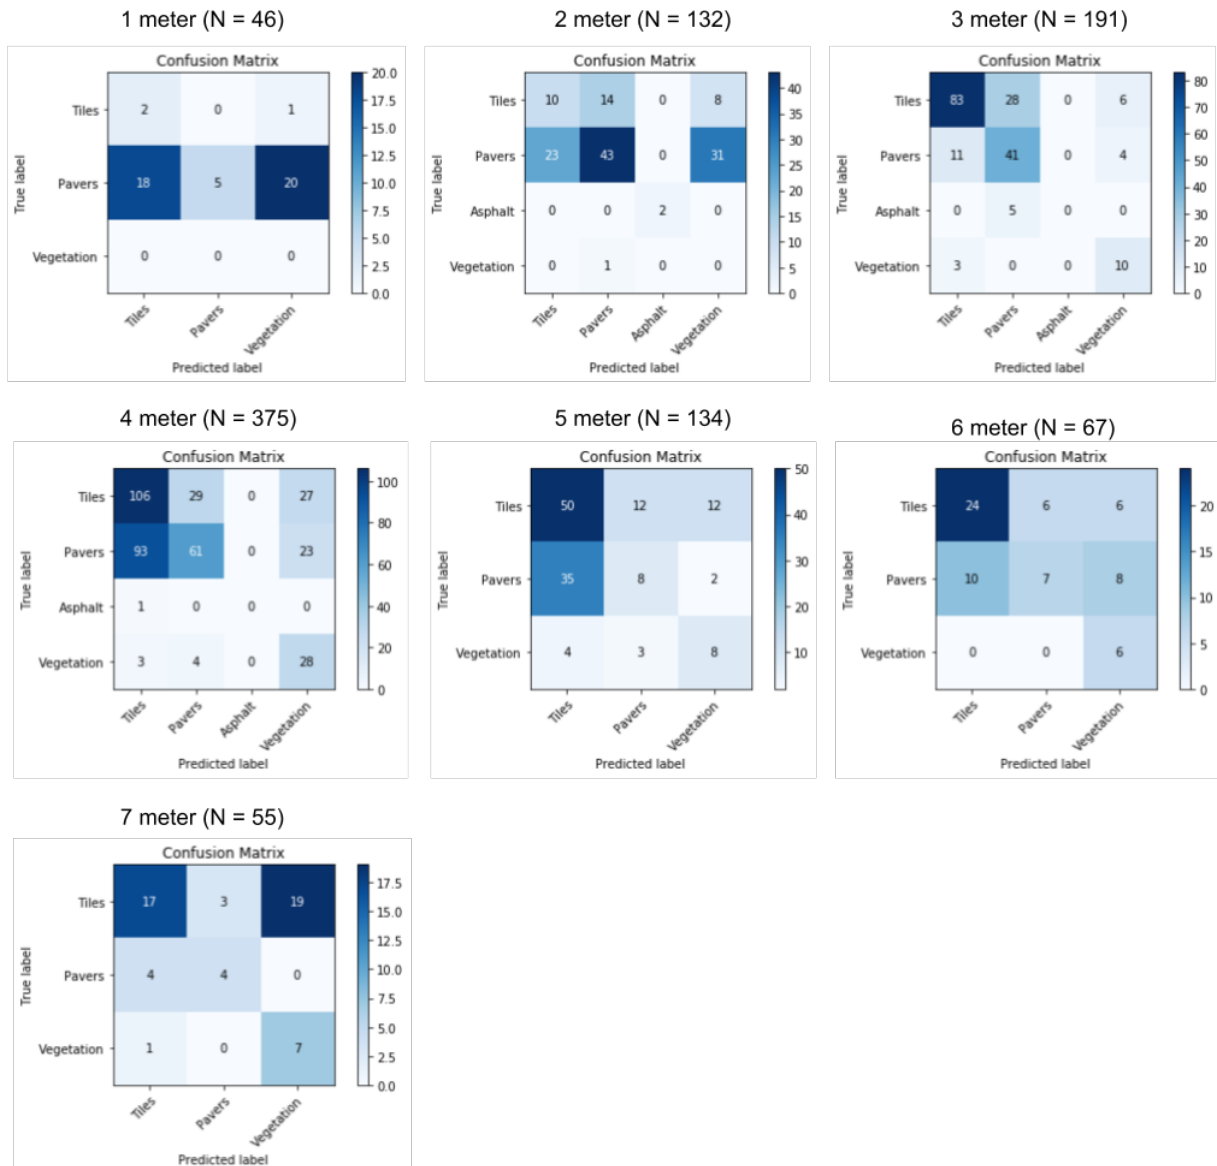 1 meter (N = 46)
Confusion Matrix
True label
Tiles 2 0 1
Pavers 18 5 20
Vegetation 0 0 0
Tiles Pavers Vegetation
Predicted label
20.0
17.5
15.0
12.5
10.0
7.5
5.0
2.5
0.0
2 meter (N = 132)
Confusion Matrix
True label
Tiles 10 14 0 8
Pavers 23 43 0 31
Asphalt 0 0 2 0
Vegetation 0 1 0 0
Tiles Pavers Asphalt Vegetation
Predicted label
40
35
30
25
20
15
10
5
0
3 meter (N = 191)
Confusion Matrix
True label
Tiles 83 28 0 6
Pavers 11 41 0 4
Asphalt 0 5 0 0
Vegetation 3 0 0 10
Tiles Pavers Asphalt Vegetation
Predicted label
80
70
60
50
40
30
20
10
0
4 meter (N = 375)
Confusion Matrix
True label
Tiles 106 29 0 27
Pavers 93 61 0 23
Asphalt 1 0 0 0
Vegetation 3 4 0 28
Tiles Pavers Asphalt Vegetation
Predicted label
100
80
60
40
20
0
5 meter (N = 134)
Confusion Matrix
True label
Tiles 50 12 12
Pavers 35 8 2
Vegetation 4 3 8
Tiles Pavers Vegetation
Predicted label
50
40
30
20
10
6 meter (N = 67)
Confusion Matrix
True label
Tiles 24 6 6
Pavers 10 7 8
Vegetation 0 0 6
Tiles Pavers Vegetation
Predicted label
20
15
10
5
0
7 meter (N = 55)
Confusion Matrix
True label
Tiles 17 3 19
Pavers 4 4 0
Vegetation 1 0 7
Tiles Pavers Vegetation
Predicted label
17.5
15.0
12.5
10.0
7.5
5.0
2.5
0.0